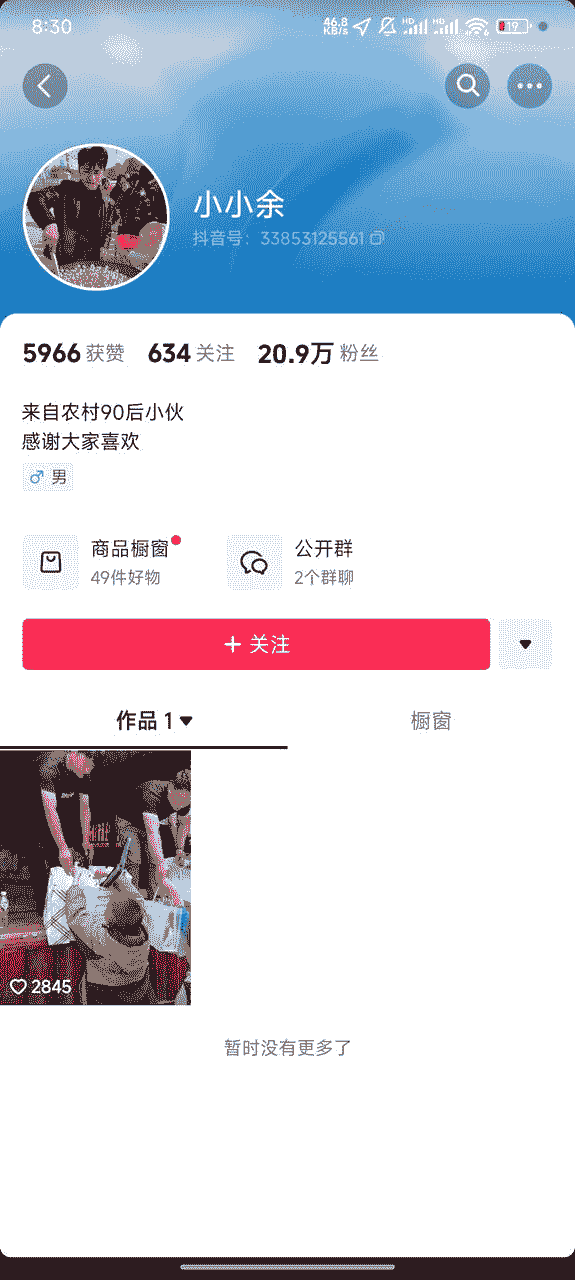 8:30
46.8
KB/s
HD
HD
19
小小余
抖音号：33853125561
5966 获赞 634 关注 20.9万 粉丝
来自农村90后小伙
感谢大家喜欢
♂ 男
商品橱窗
49件好物
公开群
2个群聊
+ 关注
作品 1
橱窗
2845
暂时没有更多了